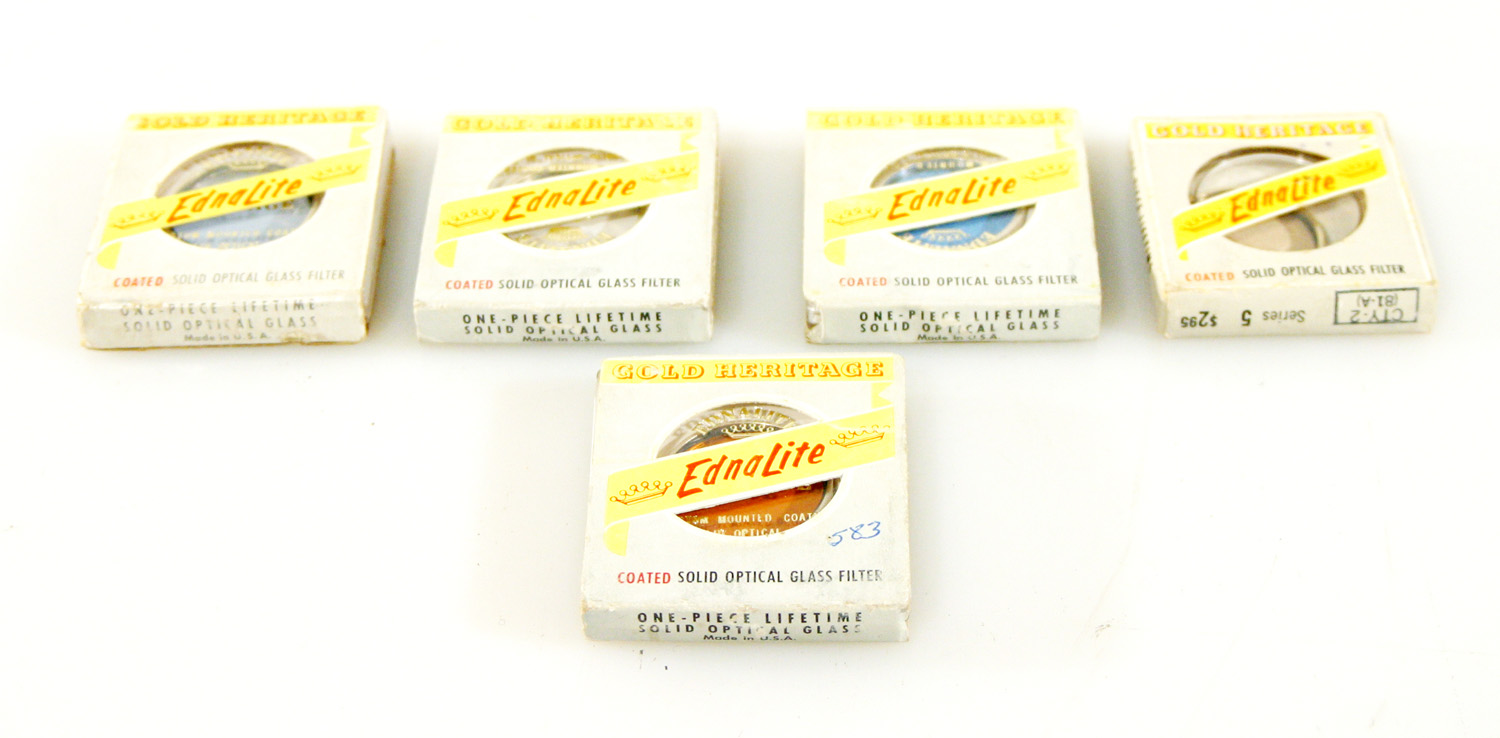 GOLD HERITAGE
EdnaLite
COATED SOLID OPTICAL GLASS FILTER
ONE-PIECE LIFETIME
SOLID OPTICAL GLASS
Made in U.S.A.
GOLD HERITAGE
EdnaLite
COATED SOLID OPTICAL GLASS FILTER
ONE-PIECE LIFETIME
SOLID OPTICAL GLASS
Made in U.S.A.
GOLD HERITAGE
EdnaLite
COATED SOLID OPTICAL GLASS FILTER
ONE-PIECE LIFETIME
SOLID OPTICAL GLASS
Made in U.S.A.
GOLD HERITAGE
EdnaLite
COATED SOLID OPTICAL GLASS FILTER
CTY-2
(81-A)
Series 5 $2.95
GOLD HERITAGE
EdnaLite
MOUNTED COAT
OPTICAL
583
COATED SOLID OPTICAL GLASS FILTER
ONE-PIECE LIFETIME
SOLID OPTICAL GLASS
Made in U.S.A.